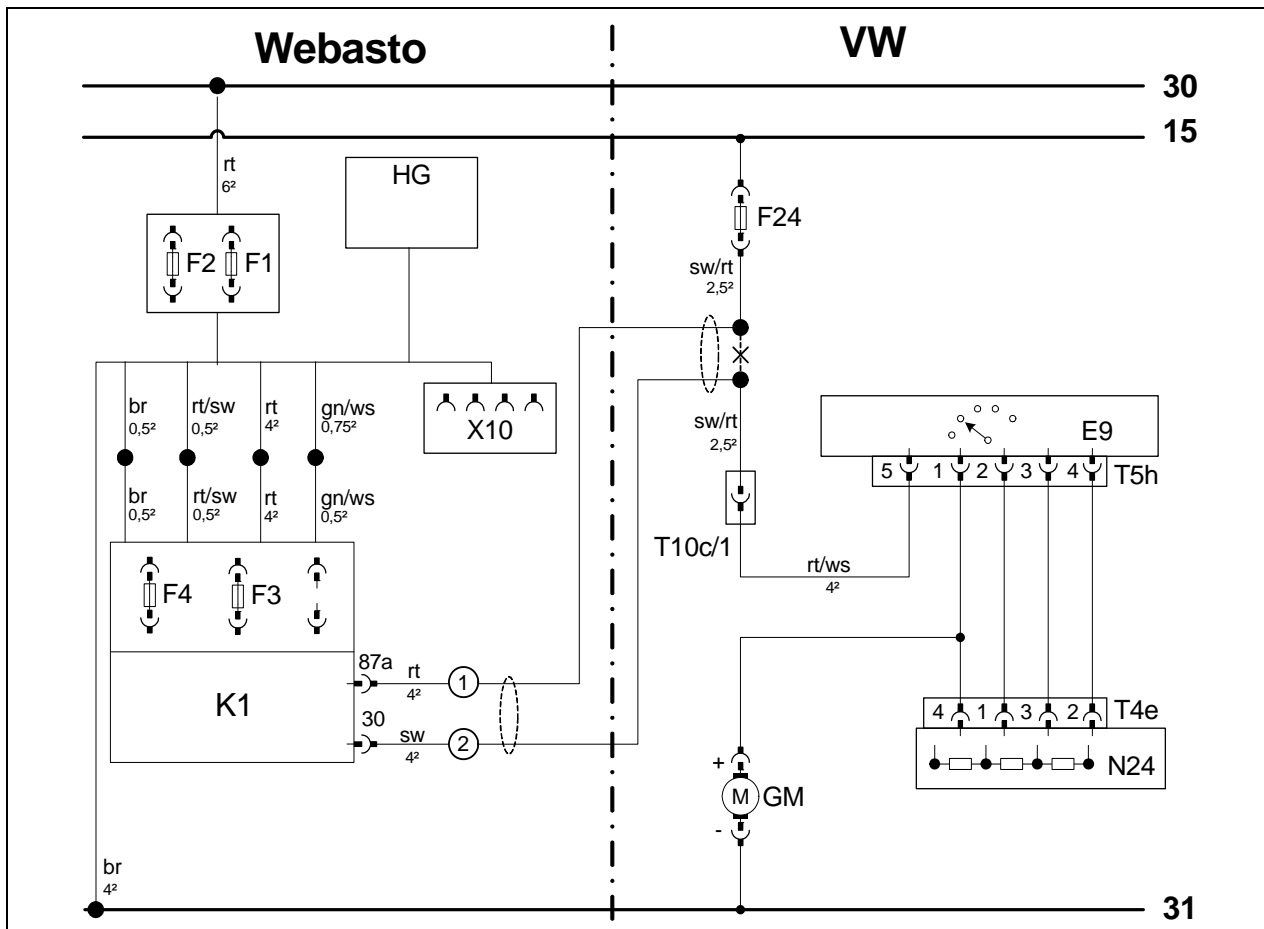 Webasto
VW
30
15
rt
6²
HG
F2
F1
F24
sw/rt
2,5²
br
0,5²
rt/sw
0,5²
rt
4²
gn/ws
0,75²
X10
sw/rt
2,5²
E9
5
1
2
3
4
T5h
br
0,5²
rt/sw
0,5²
rt
4²
gn/ws
0,5²
T10c/1
rt/ws
4²
F4
F3
87a
rt
4²
1
K1
30
sw
4²
2
4
1
3
2
T4e
N24
+
M
GM
-
br
4²
31